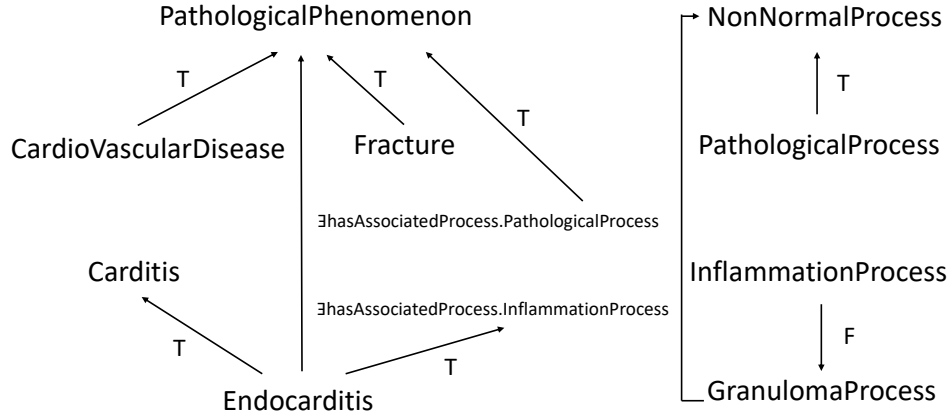 PathologicalPhenomenon
NonNormalProcess
T
T
T
T
CardioVascularDisease
Fracture
PathologicalProcess
∃hasAssociatedProcess.PathologicalProcess
Carditis
InflammationProcess
∃hasAssociatedProcess.InflammationProcess
T
T
F
Endocarditis
GranulomaProcess